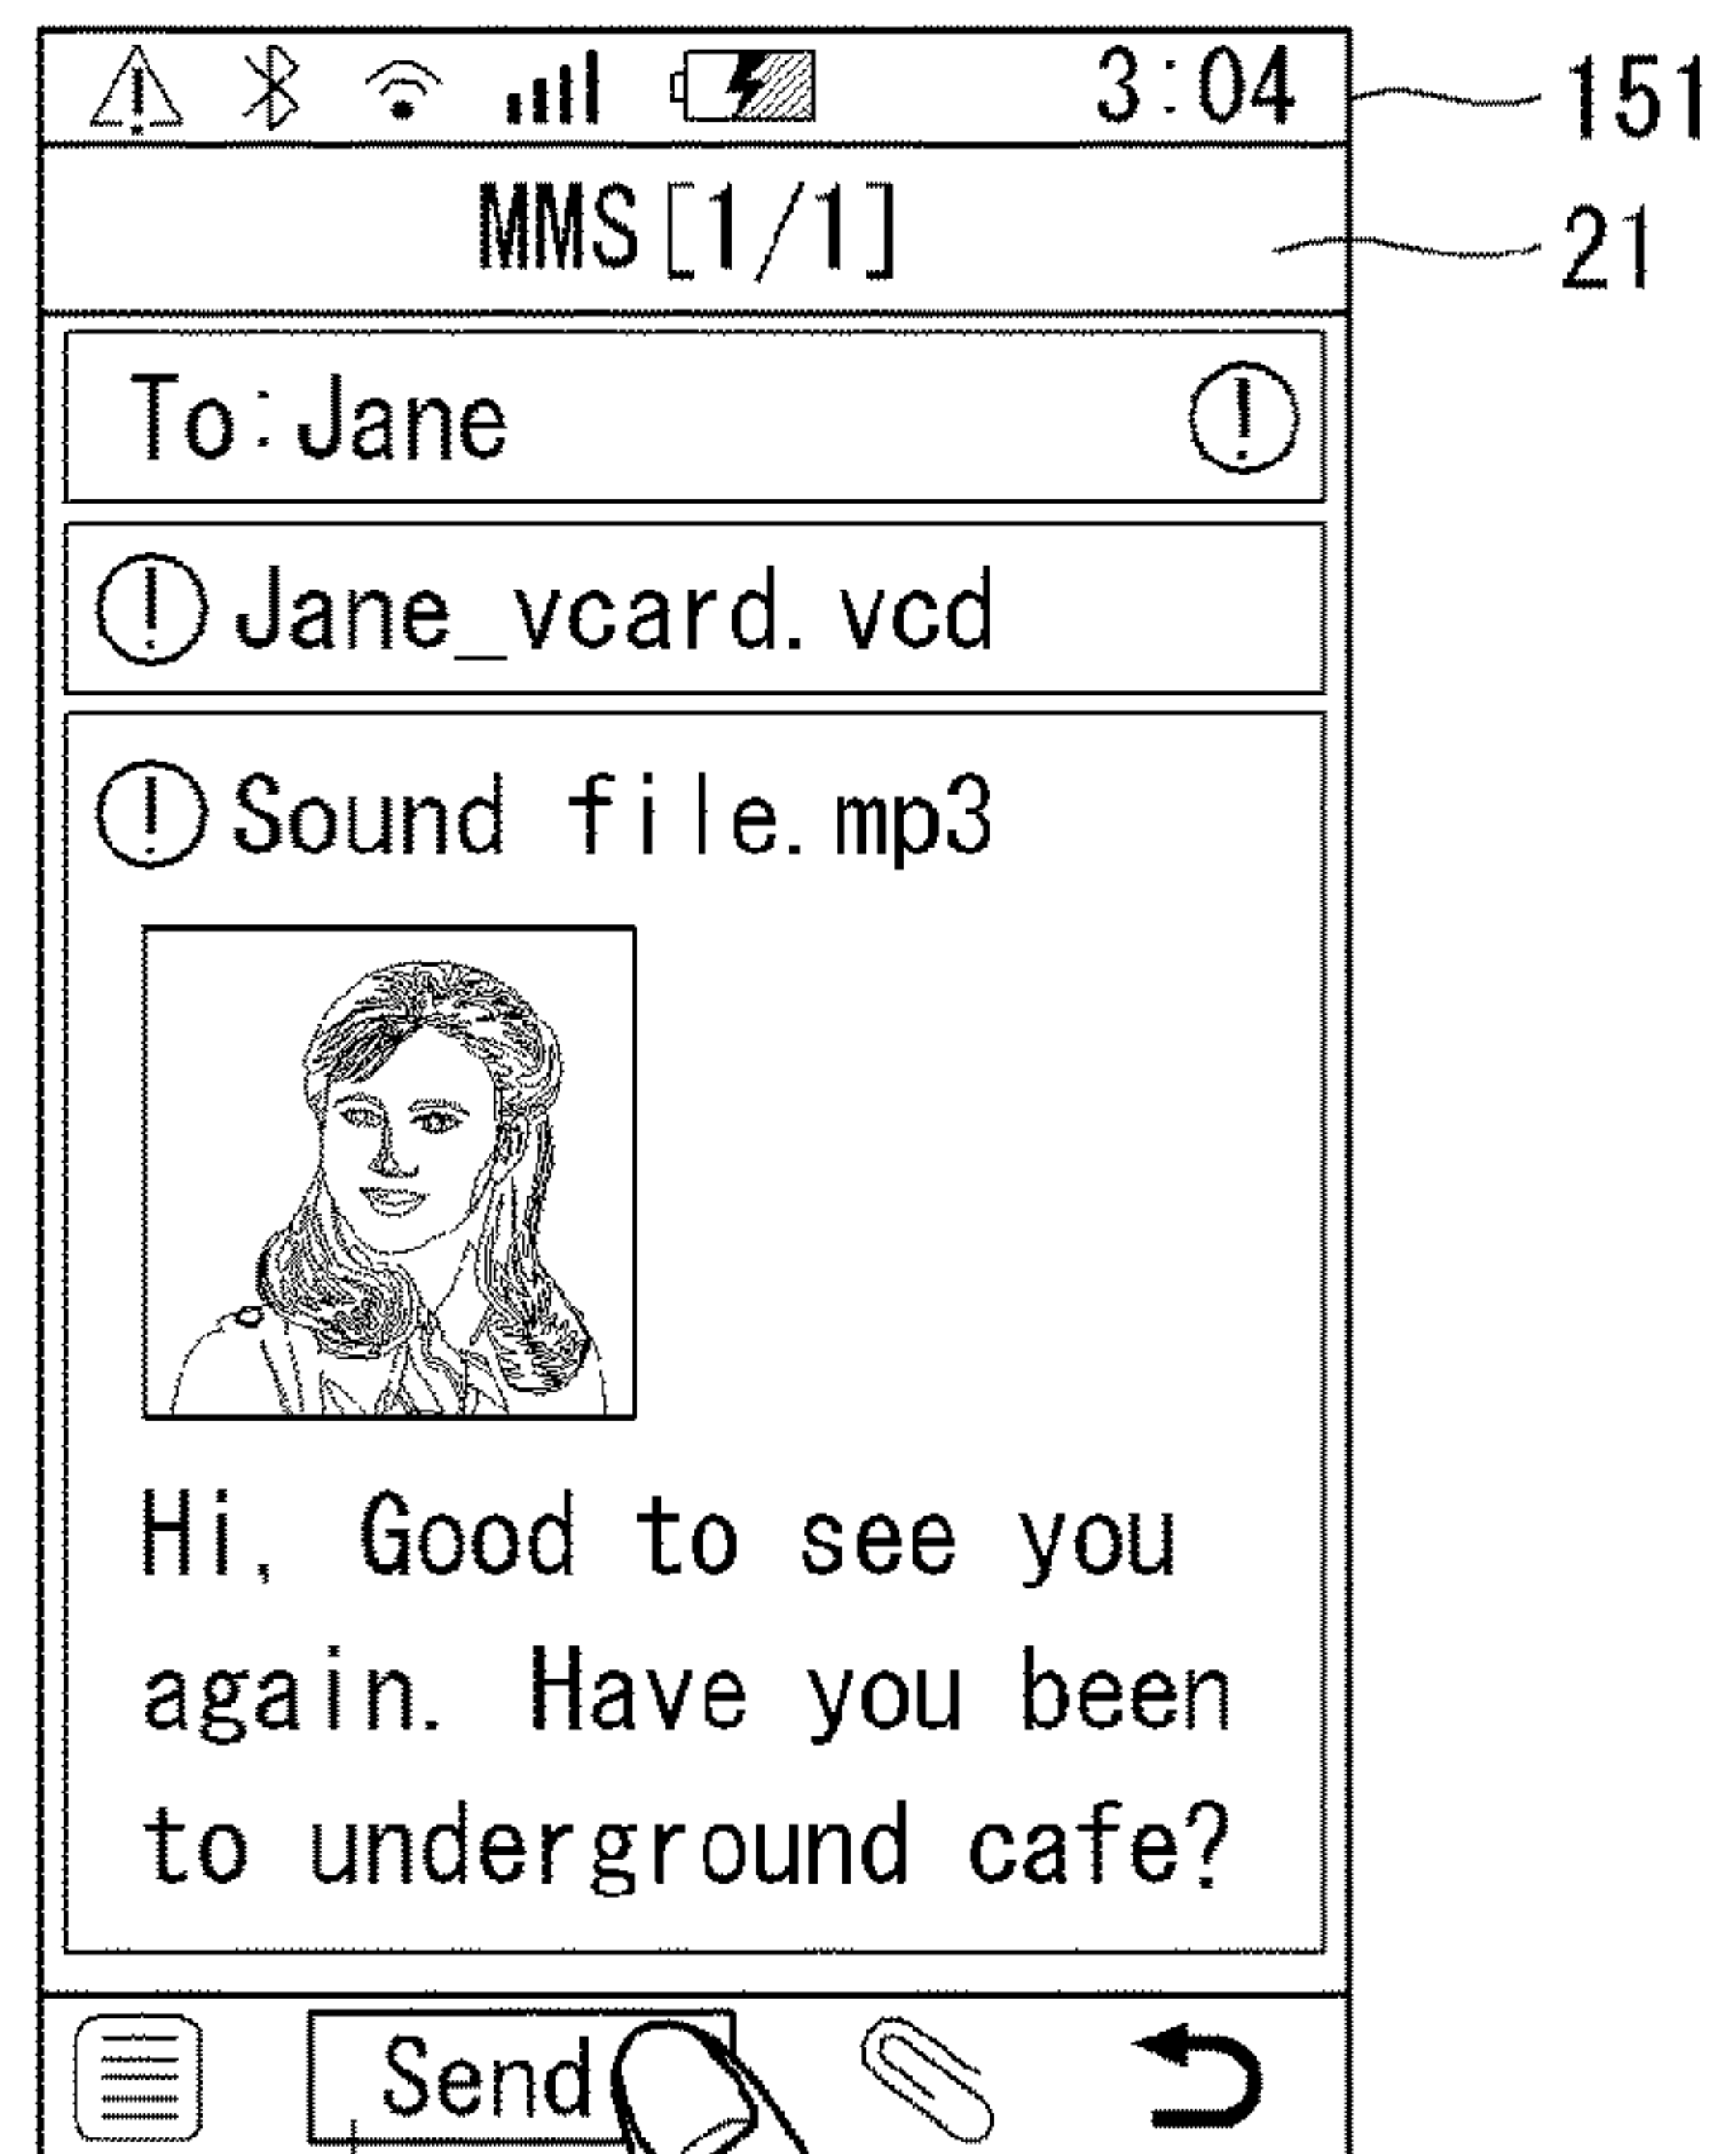 3:04
151
MMS[1/1]
21
To:Jane
Jane_vcard.vcd
Sound file.mp3
Hi, Good to see you
again. Have you been
to underground cafe?
Send